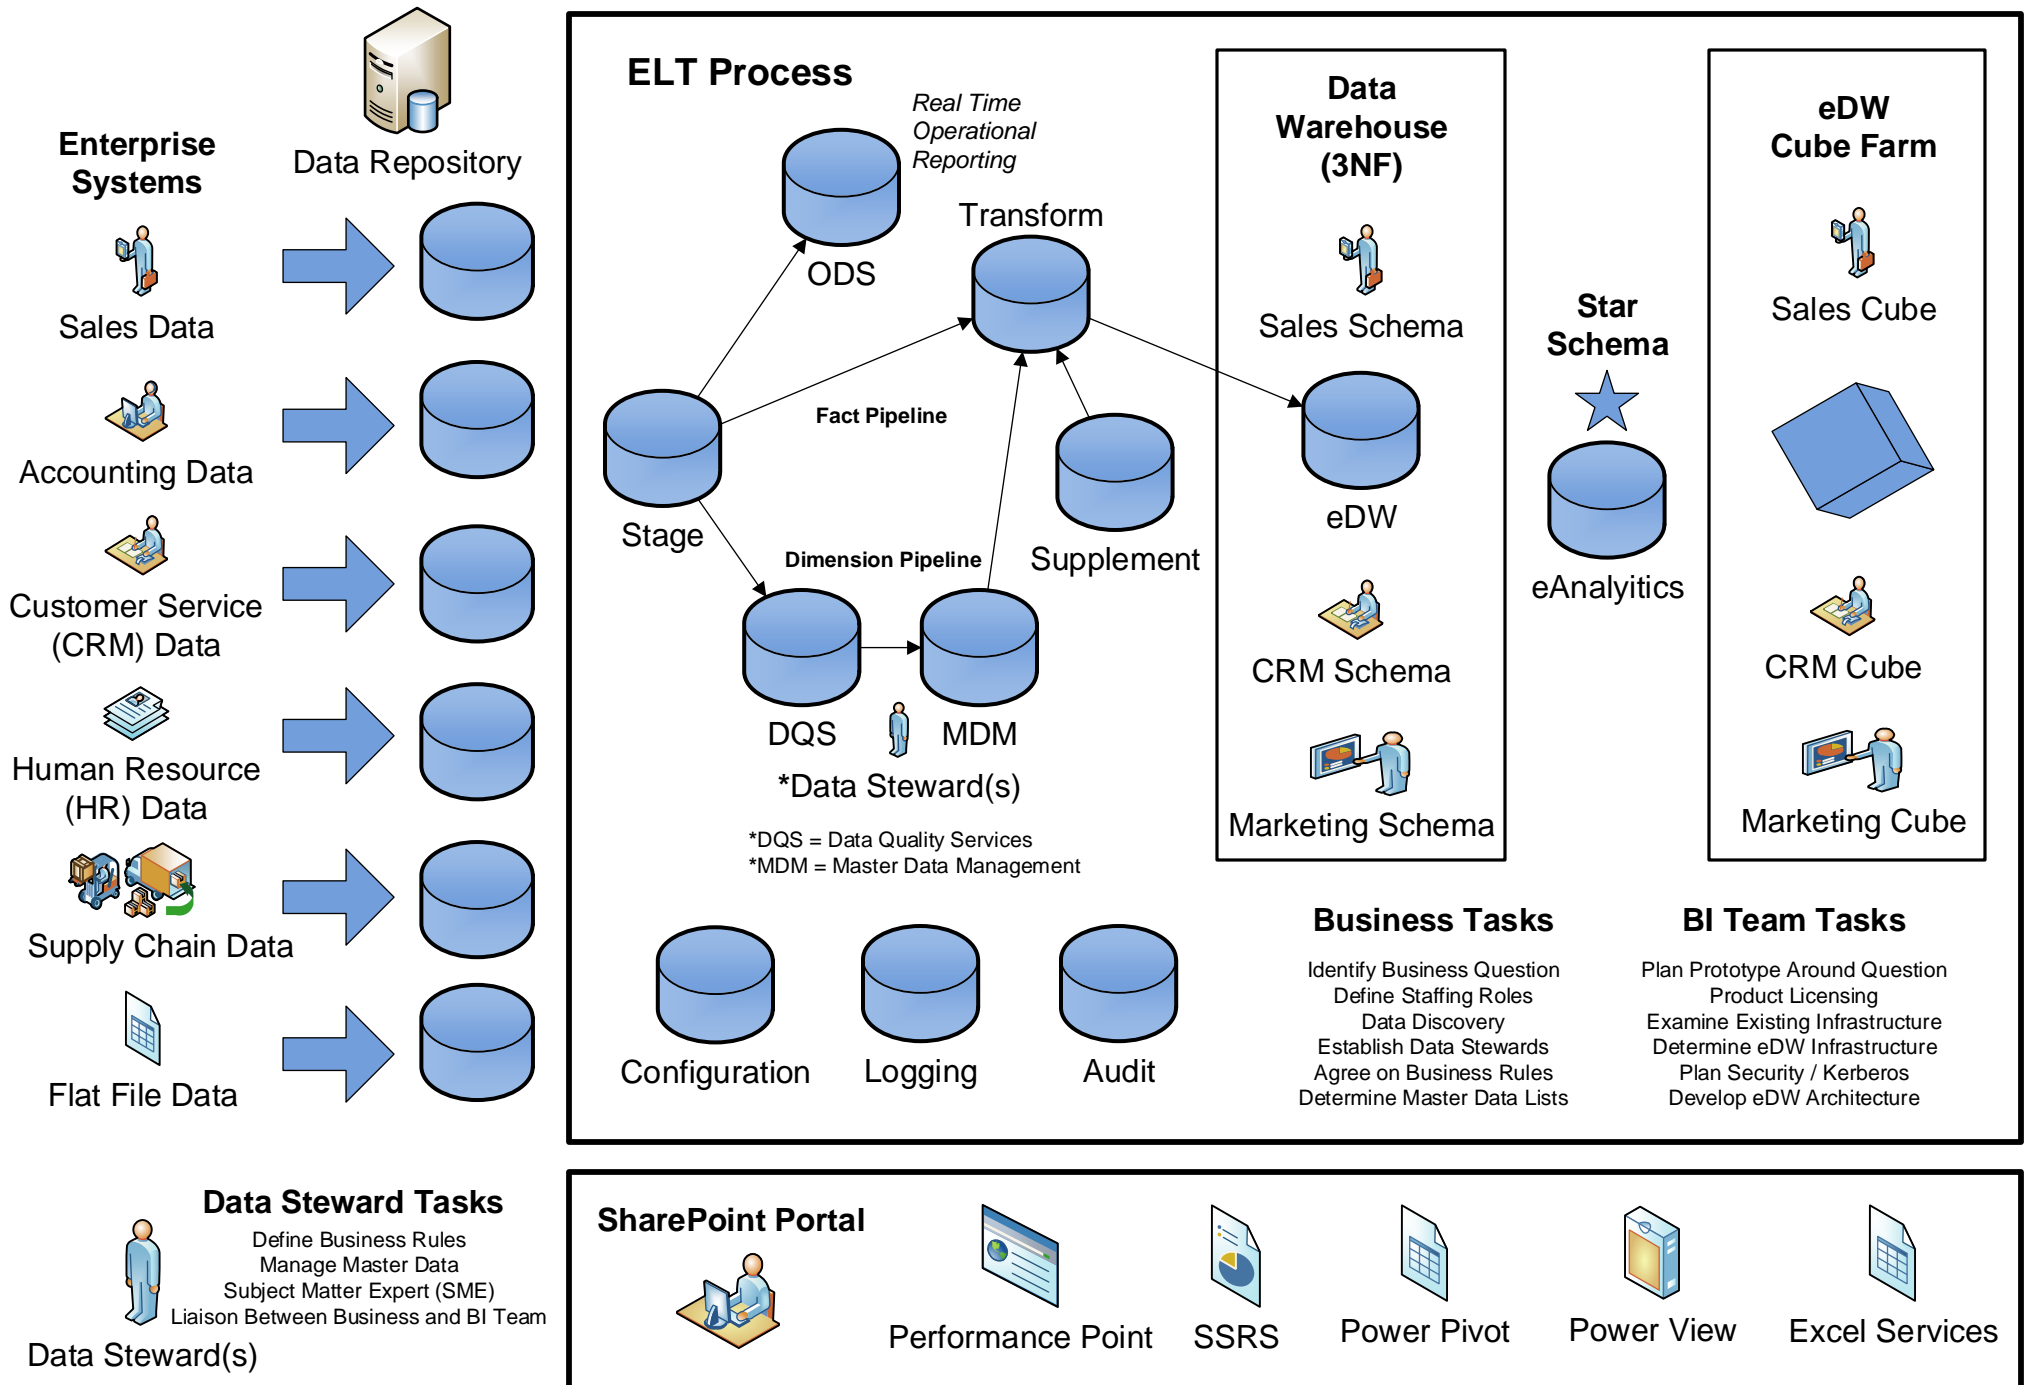 Enterprise
Systems
Data Repository
Sales Data
Accounting Data
Customer Service
(CRM) Data
Human Resource
(HR) Data
Supply Chain Data
Flat File Data
ELT Process
Real Time
Operational
Reporting
ODS
Transform
Fact Pipeline
Stage
Dimension Pipeline
Supplement
DQS
MDM
*Data Steward(s)
*DQS = Data Quality Services
*MDM = Master Data Management
Configuration
Logging
Audit
Data
Warehouse
(3NF)
Sales Schema
eDW
CRM Schema
Marketing Schema
Star
Schema
eAnalyitics
eDW
Cube Farm
Sales Cube
CRM Cube
Marketing Cube
Business Tasks
Identify Business Question
Define Staffing Roles
Data Discovery
Establish Data Stewards
Agree on Business Rules
Determine Master Data Lists
BI Team Tasks
Plan Prototype Around Question
Product Licensing
Examine Existing Infrastructure
Determine eDW Infrastructure
Plan Security / Kerberos
Develop eDW Architecture
Data Steward Tasks
Define Business Rules
Manage Master Data
Subject Matter Expert (SME)
Liaison Between Business and BI Team
Data Steward(s)
SharePoint Portal
Performance Point
SSRS
Power Pivot
Power View
Excel Services